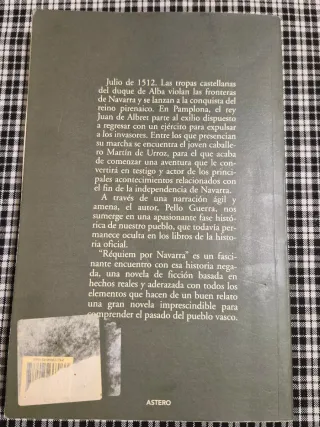 Julio de 1512. Las tropas castellanas
del duque de Alba violan las fronteras
de Navarra y se lanzan a la conquista del
reino pirenaico. En Pamplona, el rey
Juan de Albret parte al exilio dispuesto
a regresar con un ejército para expulsar
a los invasores. Entre los que presencian
su marcha se encuentra el joven caballe-
ro Martín de Urroz, para el que acaba
de comenzar una aventura que le con-
vertirá en testigo y actor de los princi-
pales acontecimientos relacionados con
el fin de la independencia de Navarra.
A través de una narración ágil y
amena, el autor, Pello Guerra, nos
sumerge en una apasionante fase histó-
rica de nuestro pueblo, que todavía per-
manece oculta en los libros de la histo-
ria oficial.
"Réquiem por Navarra" es un fasci-
nante encuentro con esa historia nega-
da, una novela de ficción basada en
hechos reales y aderezada con todos los
elementos que hacen de un buen relato
una gran novela imprescindible para
comprender el pasado del pueblo vasco.
ASTERO